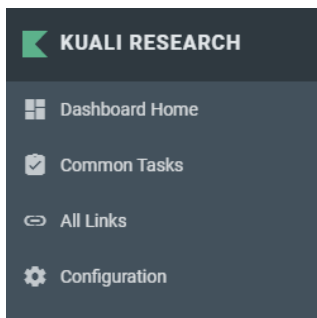 KUALI RESEARCH
Dashboard Home
Common Tasks
All Links
Configuration